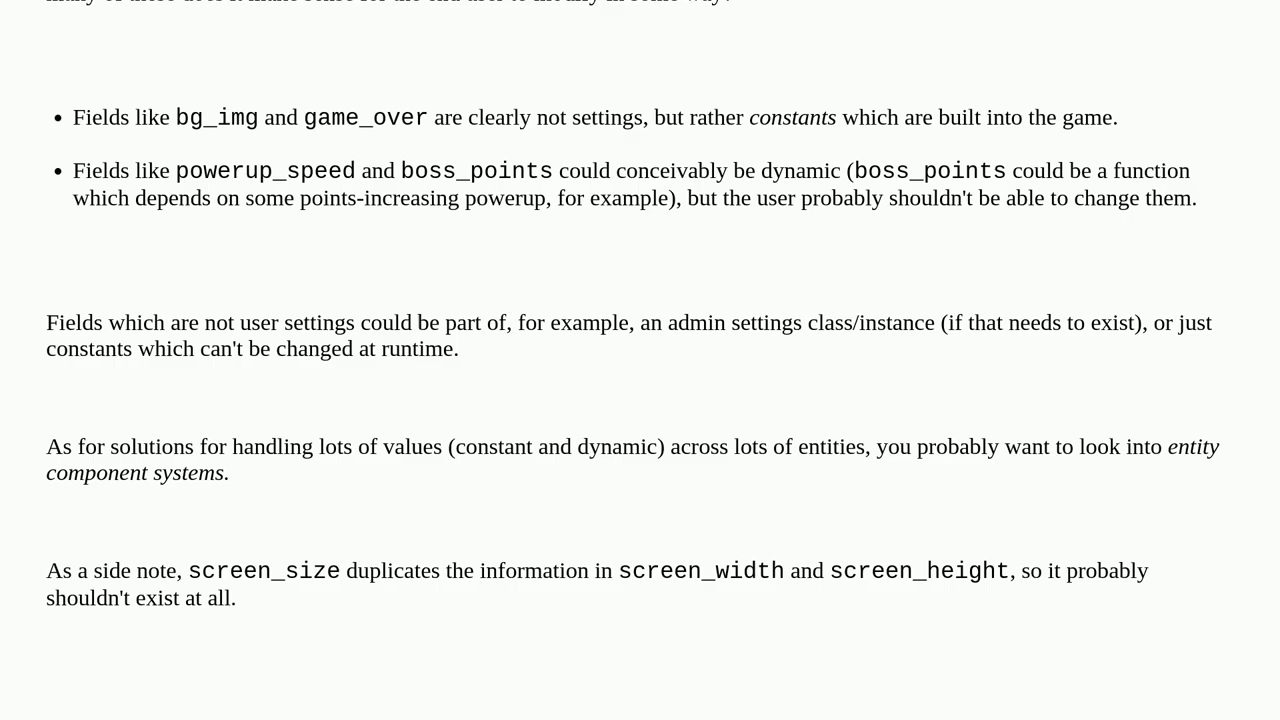 • Fields like bg_img and game_over are clearly not settings, but rather constants which are built into the game.
• Fields like powerup_speed and boss_points could conceivably be dynamic (boss_points could be a function
which depends on some points-increasing powerup, for example), but the user probably shouldn't be able to change them.
Fields which are not user settings could be part of, for example, an admin settings class/instance (if that needs to exist), or just
constants which can't be changed at runtime.
As for solutions for handling lots of values (constant and dynamic) across lots of entities, you probably want to look into entity
component systems.
As a side note, screen_size duplicates the information in screen_width and screen_height, so it probably
shouldn't exist at all.